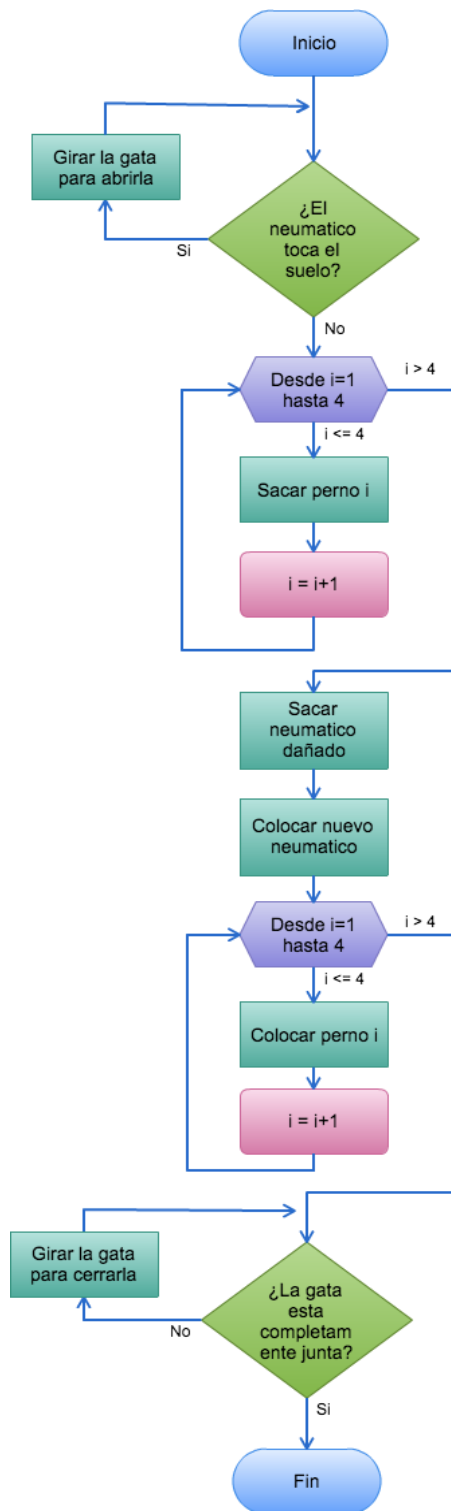 Inicio
Girar la gata
para abrirla
¿El
neumatico
toca el
suelo?
Si
No
Desde i=1
hasta 4
i > 4
i <= 4
Sacar perno i
i = i+1
Sacar
neumatico
dañado
Colocar nuevo
neumatico
Desde i=1
hasta 4
i > 4
i <= 4
Colocar perno i
i = i+1
Girar la gata
para cerrarla
¿La gata
esta
completam
ente junta?
No
Si
Fin